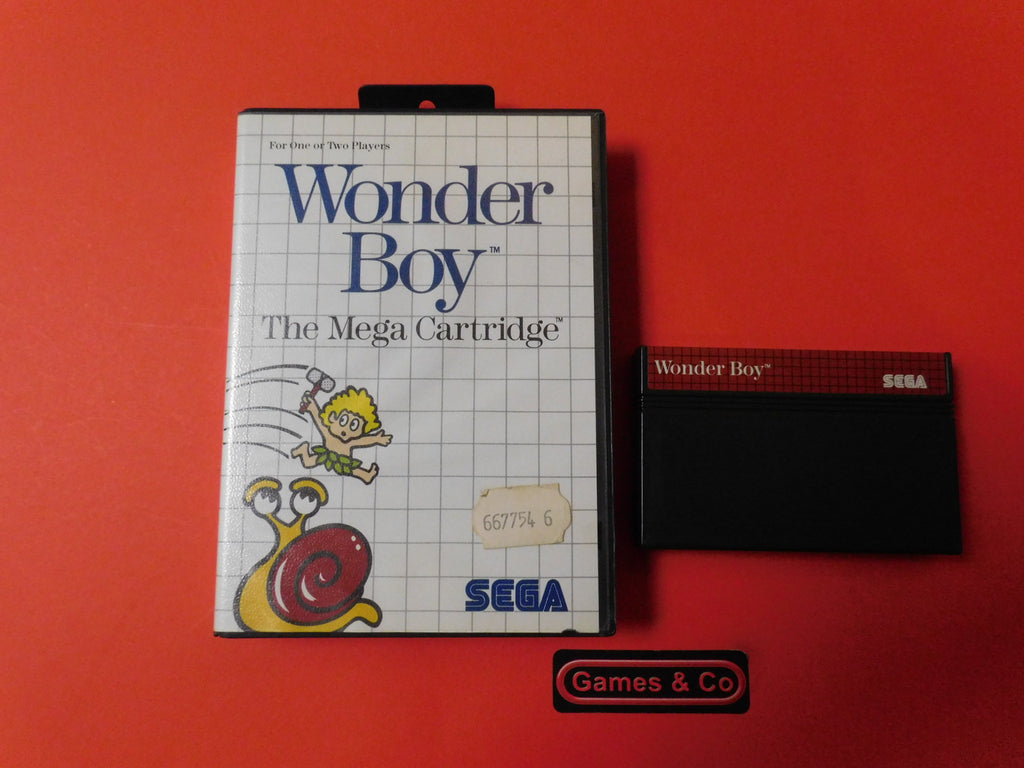 For One or Two Players
Wonder
Boy™
The Mega Cartridge™
667754 6
SEGA
Wonder Boy™
SEGA
Games & Co